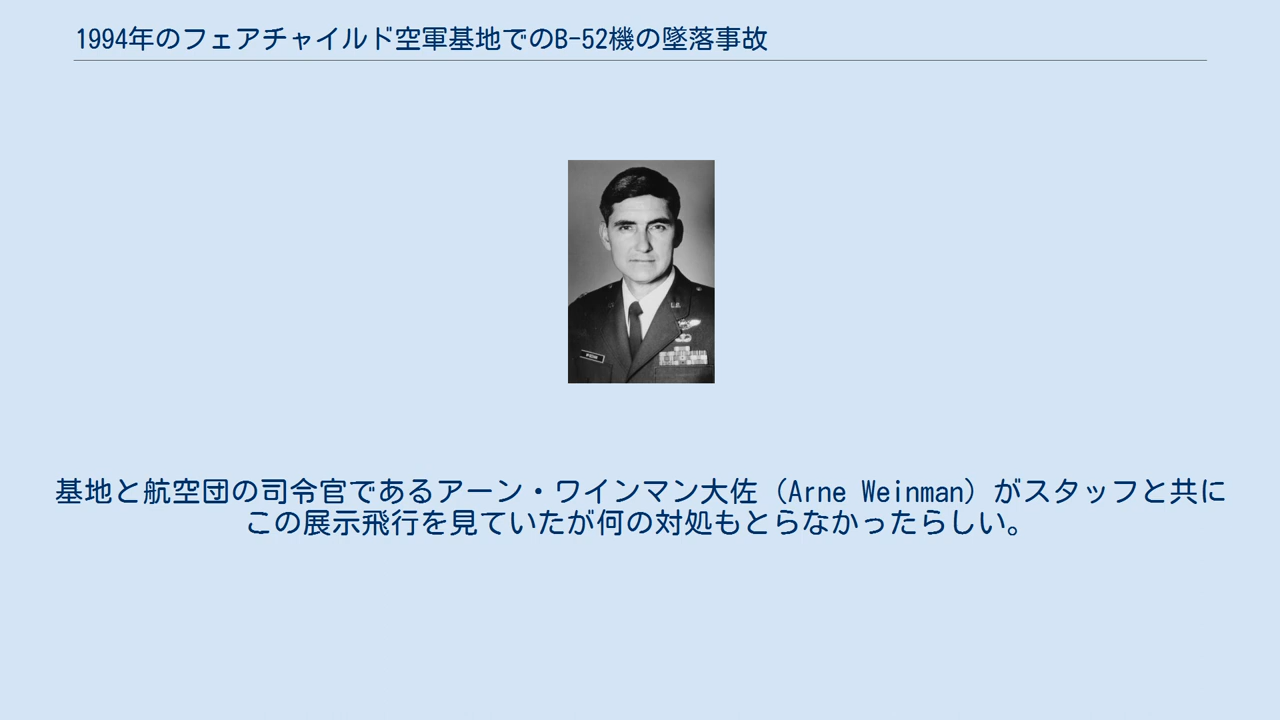 1994年のフェアチャイルド空軍基地でのB-52機の墜落事故
U.S.
基地と航空団の司令官であるアーン・ワインマン大佐（Arne Weinman）がスタッフと共に
この展示飛行を見ていたが何の対処もとらなかったらしい。